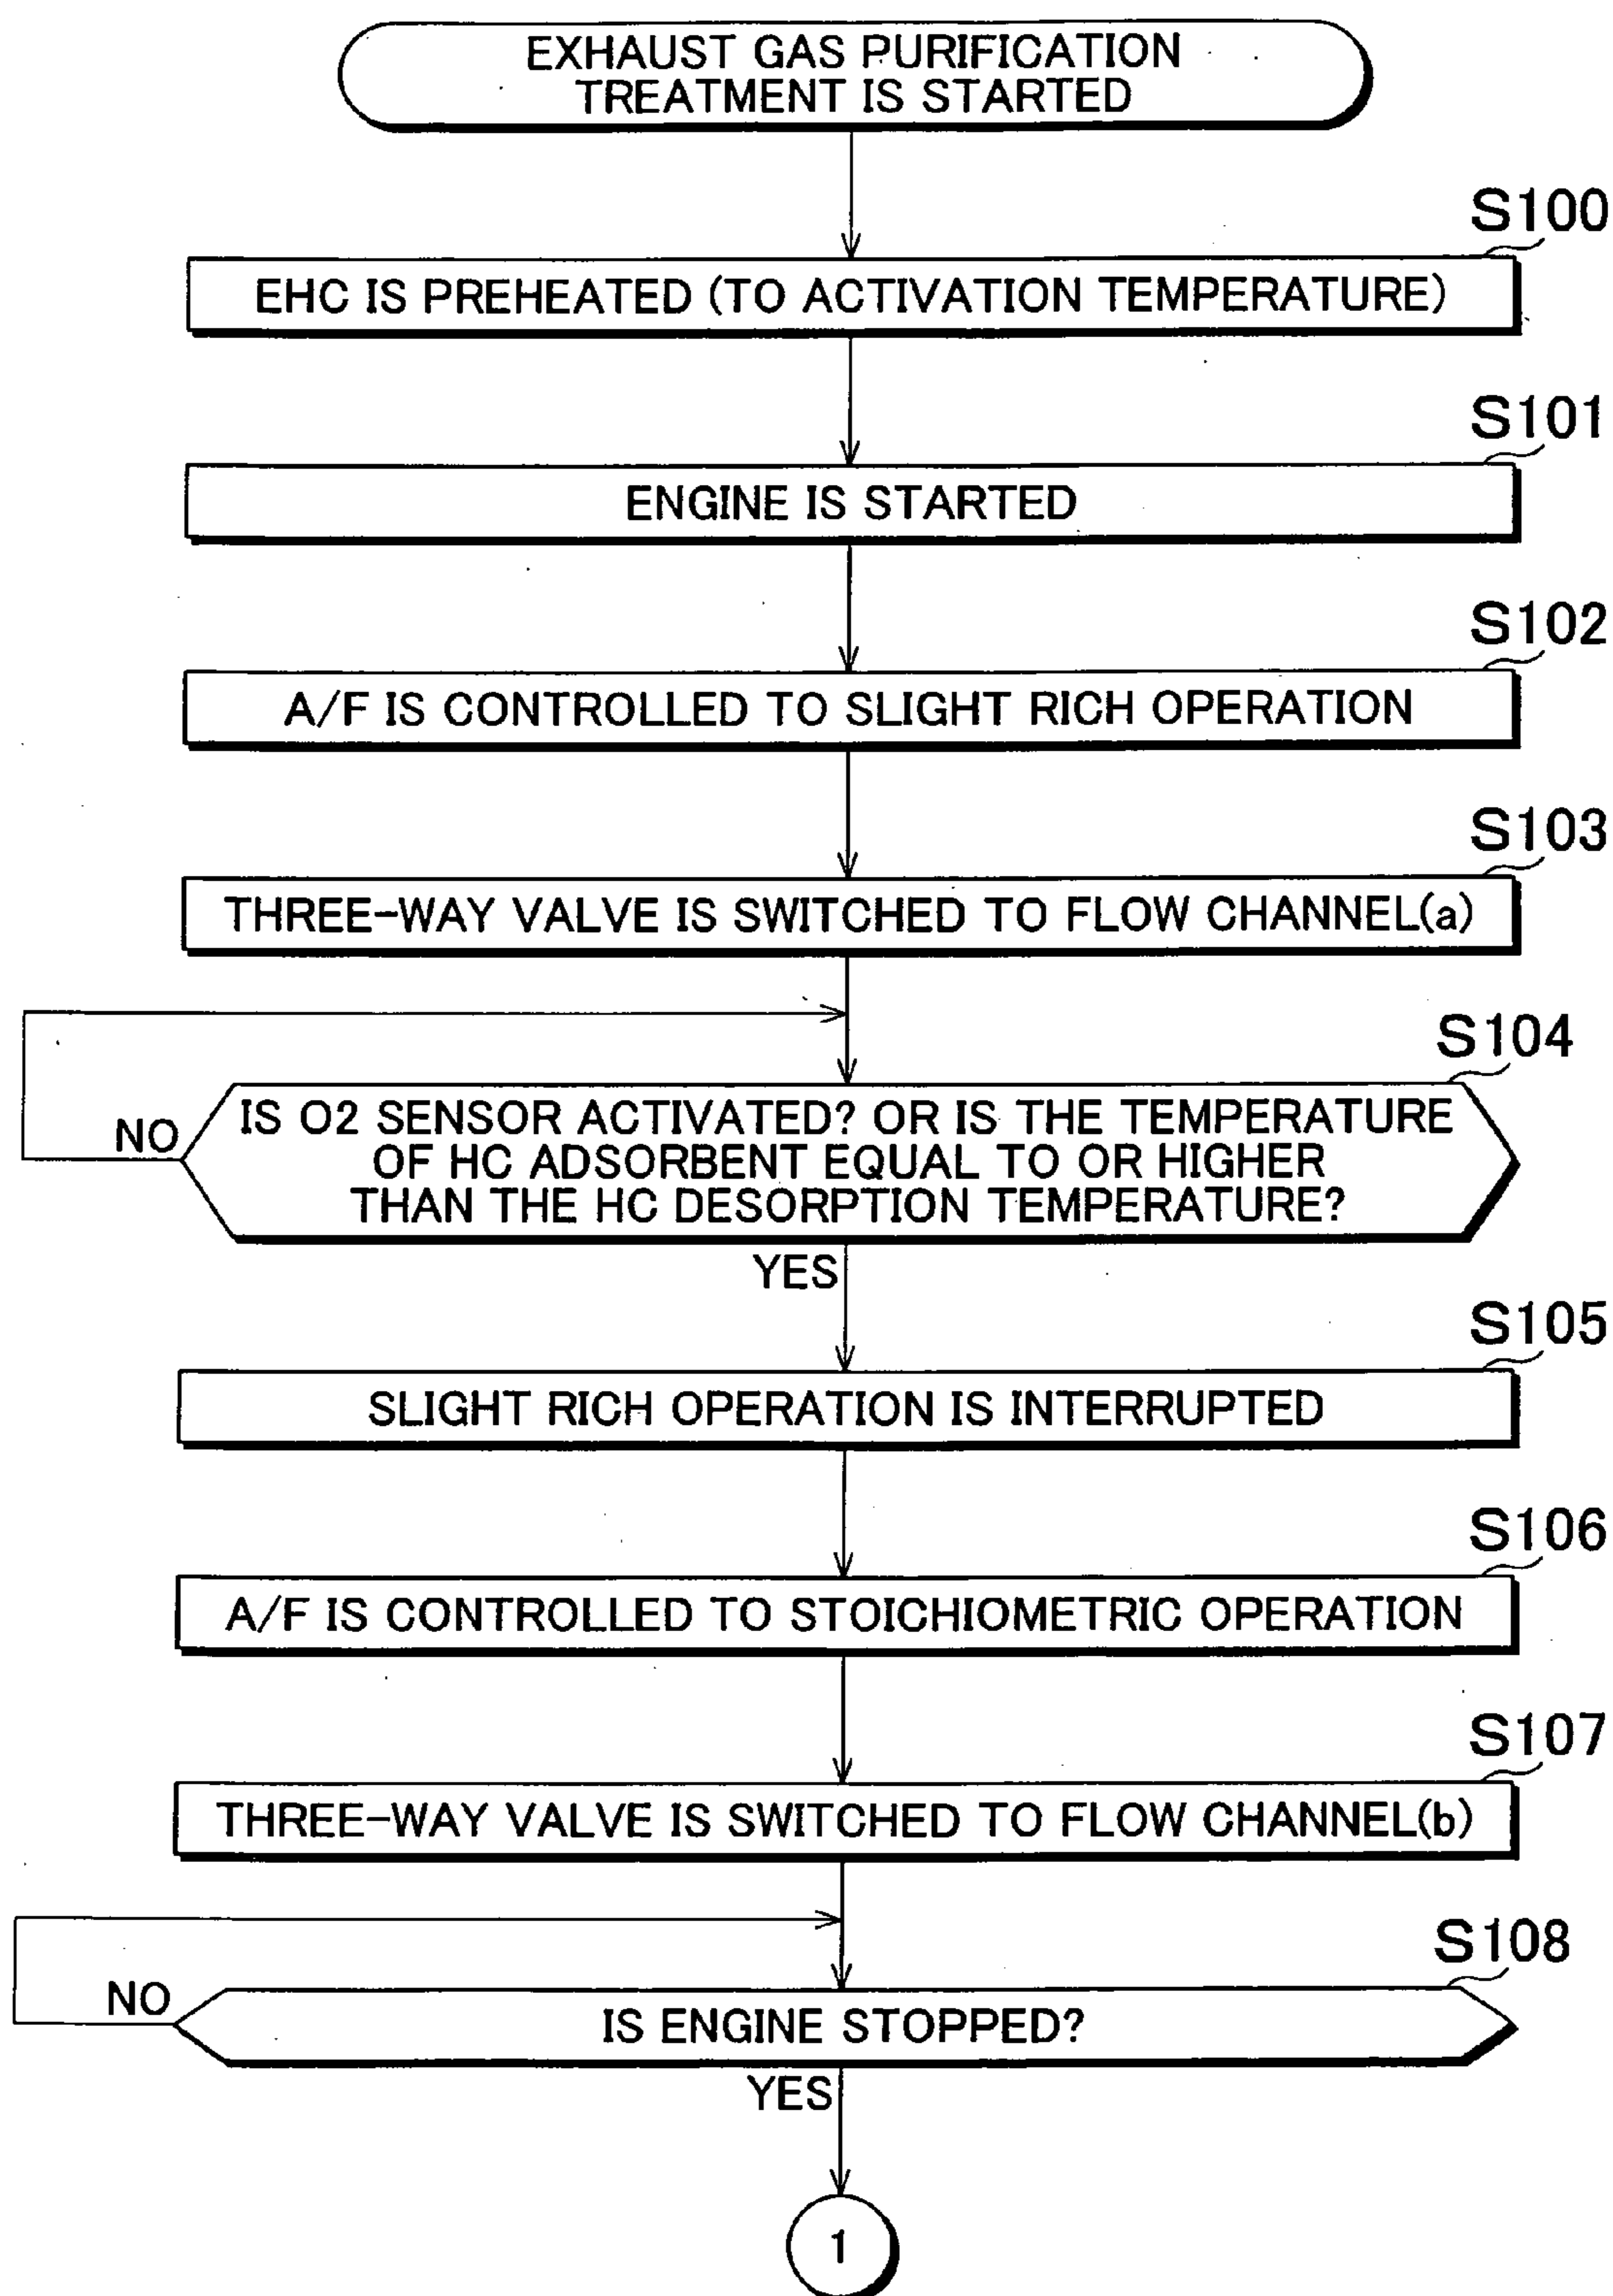 EXHAUST GAS PURIFICATION
TREATMENT IS STARTED
S100
EHC IS PREHEATED (TO ACTIVATION TEMPERATURE)
S101
ENGINE IS STARTED
S102
A/F IS CONTROLLED TO SLIGHT RICH OPERATION
S103
THREE-WAY VALVE IS SWITCHED TO FLOW CHANNEL(a)
S104
NO
IS O2 SENSOR ACTIVATED? OR IS THE TEMPERATURE
OF HC ADSORBENT EQUAL TO OR HIGHER
THAN THE HC DESORPTION TEMPERATURE?
YES
S105
SLIGHT RICH OPERATION IS INTERRUPTED
S106
A/F IS CONTROLLED TO STOICHIOMETRIC OPERATION
S107
THREE-WAY VALVE IS SWITCHED TO FLOW CHANNEL(b)
S108
NO
IS ENGINE STOPPED?
YES
1